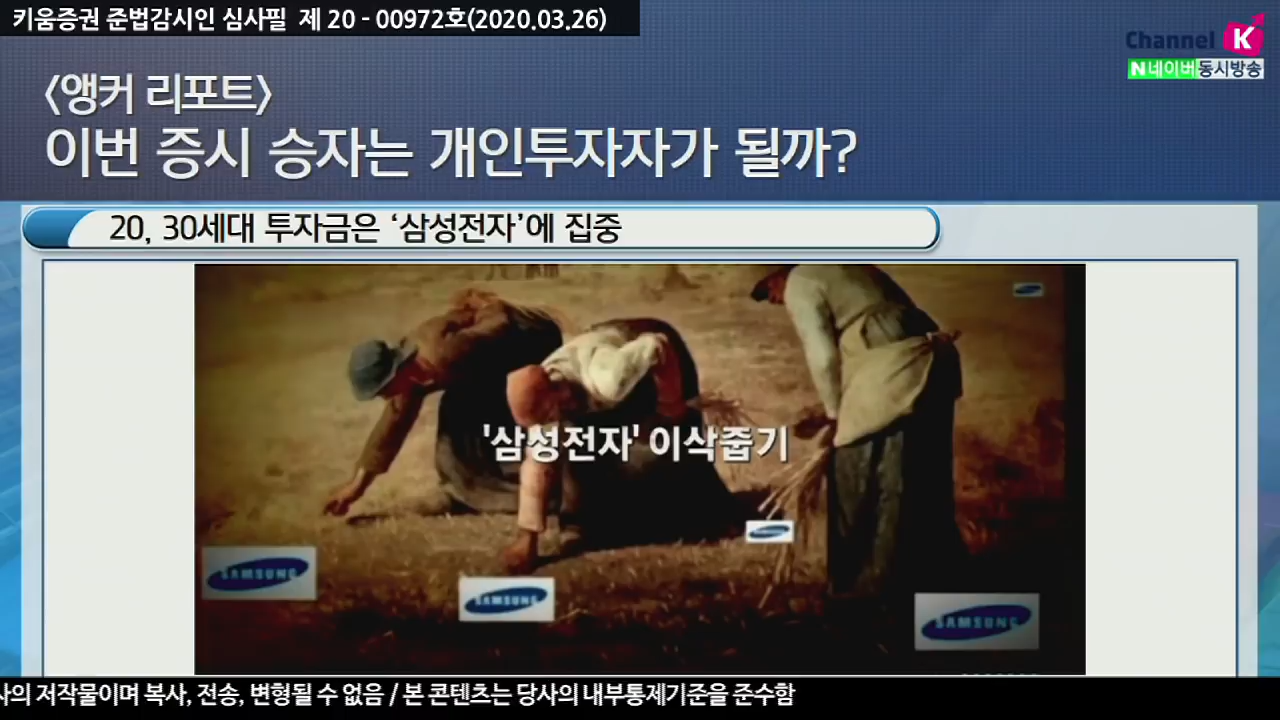 키움증권 준법감시인 심사필 제 20 - 00972호(2020.03.26)
Channel K
N네이버 동시방송
<앵커 리포트>
이번 증시 승자는 개인투자자가 될까?
20, 30세대 투자금은 ‘삼성전자’에 집중
'삼성전자' 이삭줍기
SAMSUNG
SAMSUNG
SAMSUNG
사의 저작물이며 복사, 전송, 변형될 수 없음 / 본 콘텐츠는 당사의 내부통제기준을 준수함